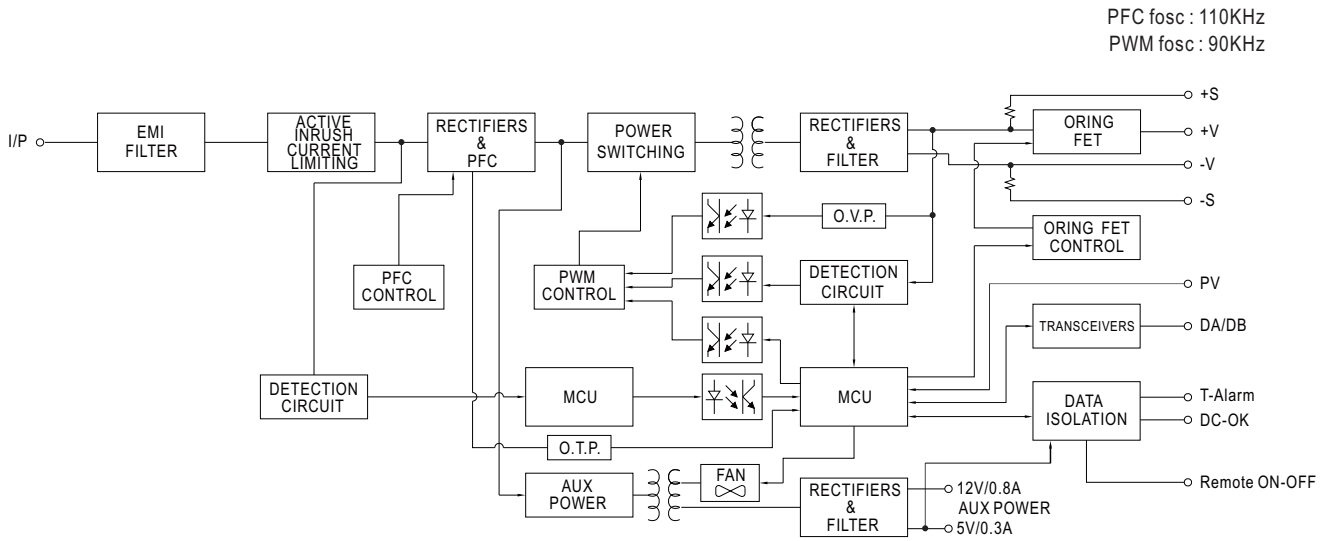 PFC fosc : 110KHz
PWM fosc : 90KHz
I/P
EMI
FILTER
ACTIVE
INRUSH
CURRENT
LIMITING
RECTIFIERS
&
PFC
POWER
SWITCHING
RECTIFIERS
&
FILTER
ORING
FET
+S
+V
-V
-S
O.V.P.
ORING FET
CONTROL
PFC
CONTROL
PWM
CONTROL
DETECTION
CIRCUIT
PV
TRANSCEIVERS
DA/DB
DETECTION
CIRCUIT
MCU
MCU
DATA
ISOLATION
T-Alarm
DC-OK
O.T.P.
AUX
POWER
FAN
RECTIFIERS
&
FILTER
12V/0.8A
AUX POWER
5V/0.3A
Remote ON-OFF